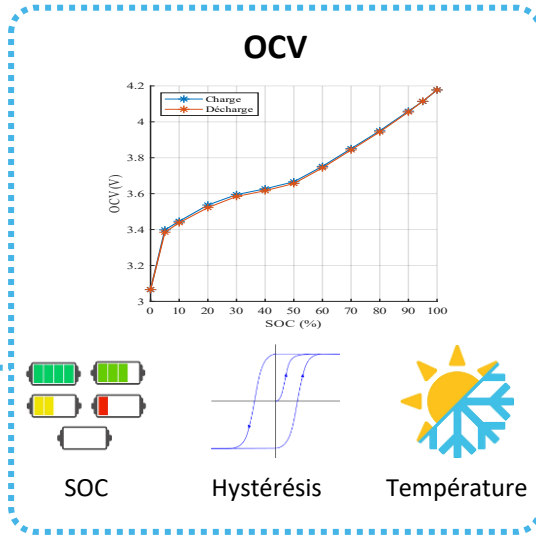 OCV
Charge
Décharge
OCV(V)
4.2
4
3.8
3.6
3.4
3.2
3
0 10 20 30 40 50 60 70 80 90 100
SOC (%)
SOC Hystérésis Température